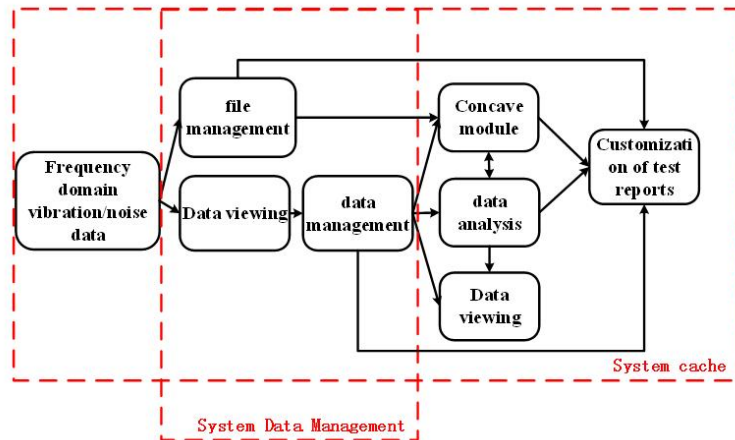 file
management
Concave
module
Customizati
on of test
reports
Frequency
domain
vibration/noise
data
Data viewing
data
management
data
analysis
Data
viewing
System cache
System Data Management